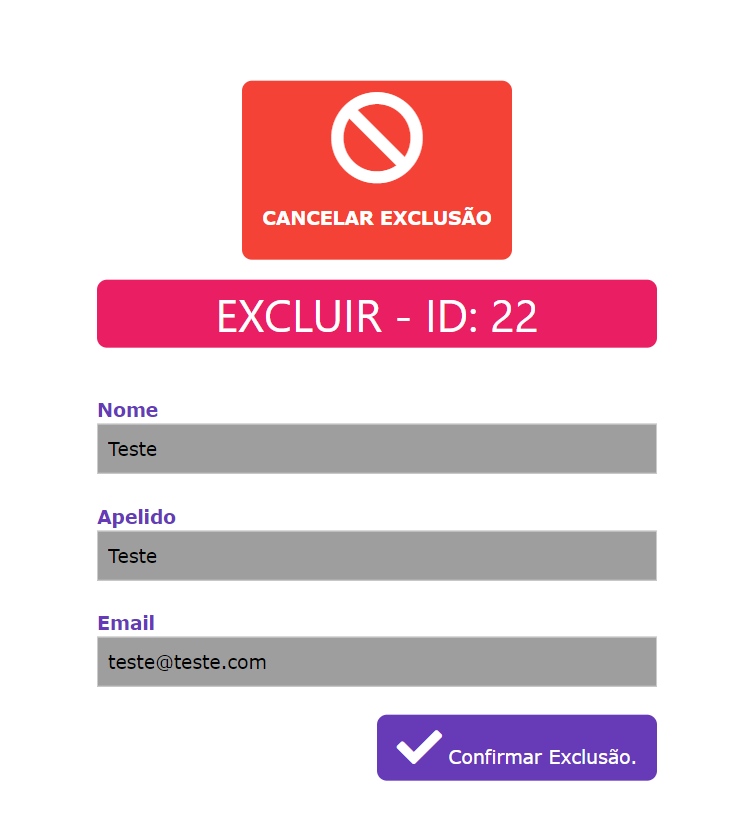 CANCELAR EXCLUSÃO
EXCLUIR - ID: 22
Nome
Teste
Apelido
Teste
Email
teste@teste.com
Confirmar Exclusão.